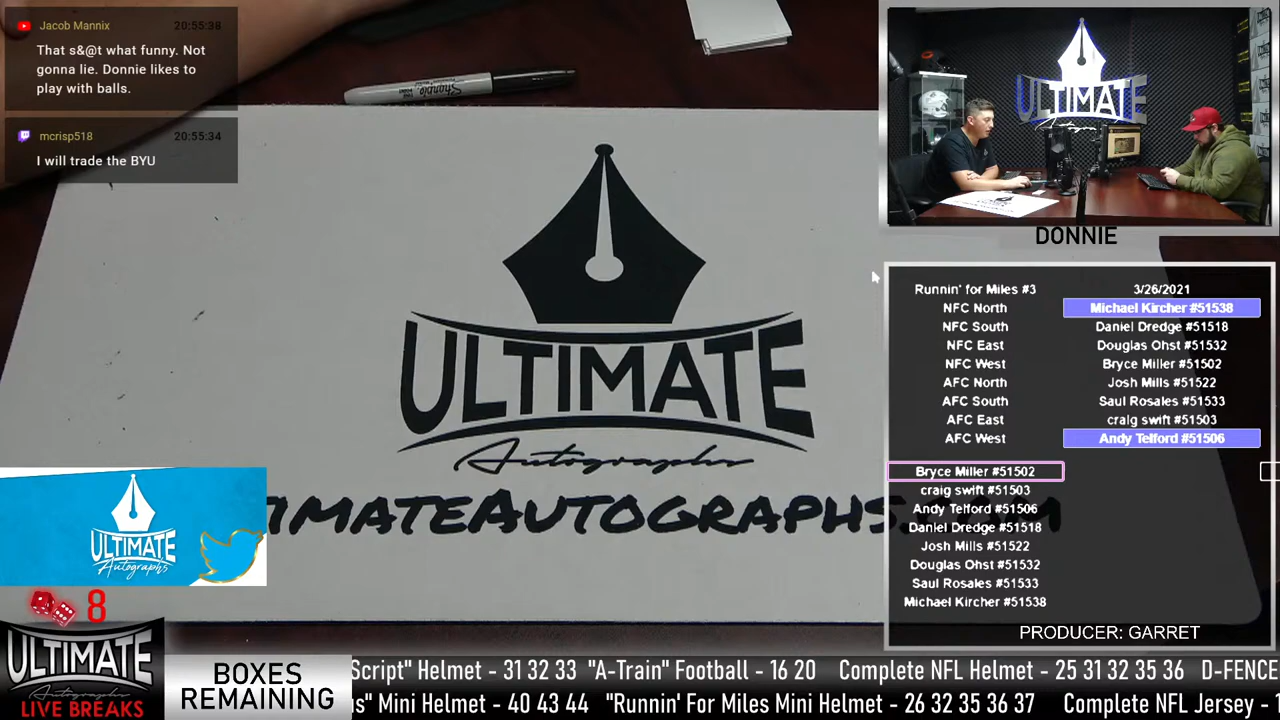 Jacob Mannix 20:55:38
That s&@t what funny. Not
gonna lie. Donnie likes to
play with balls.
mcrisp518 20:55:34
I will trade the BYU
Sharpie
ULTIMATE
Autographs
ULTIMATE
Autographs
TIMATEAUTOGRAPHS.COM
DONNIE
Runnin' for Miles #3 3/26/2021
NFC North Michael Kircher #51538
NFC South Daniel Dredge #51518
NFC East Douglas Ohst #51532
NFC West Bryce Miller #51502
AFC North Josh Mills #51522
AFC South Saul Rosales #51533
AFC East craig swift #51503
AFC West Andy Telford #51506
Bryce Miller #51502
craig swift #51503
Andy Telford #51506
Daniel Dredge #51518
Josh Mills #51522
Douglas Ohst #51532
Saul Rosales #51533
Michael Kircher #51538
PRODUCER: GARRET
ULTIMATE
Autographs
8
ULTIMATE
Autographs
LIVE BREAKS
BOXES
REMAINING
Script" Helmet - 31 32 33 "A-Train" Football - 16 20 Complete NFL Helmet - 25 31 32 35 36 D-FENCE
us" Mini Helmet - 40 43 44 "Runnin' For Miles Mini Helmet - 26 32 35 36 37 Complete NFL Jersey - 1